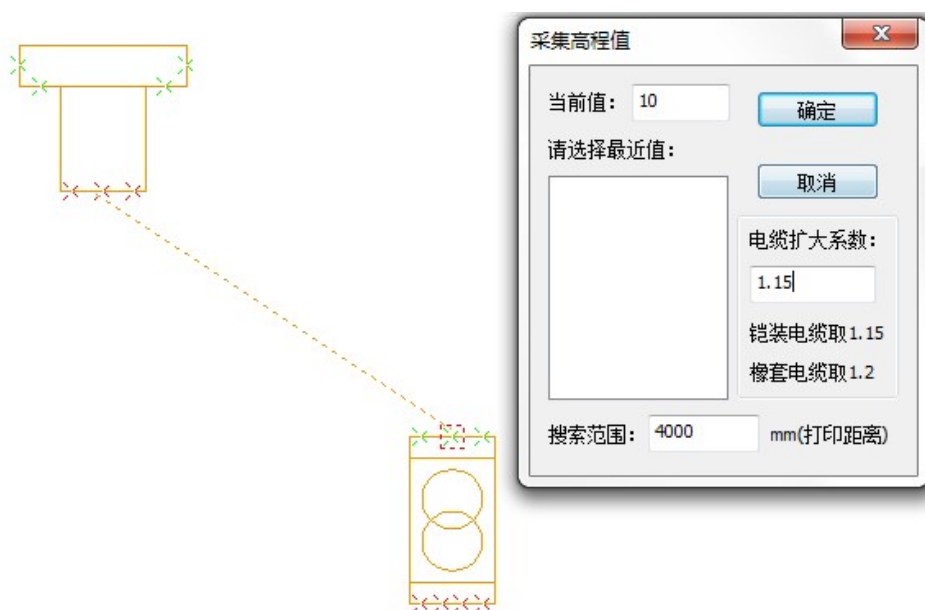 采集高程值
当前值： 10
确定
请选择最近值：
取消
电缆扩大系数：
1.15
铠装电缆取1.15
橡套电缆取1.2
搜索范围： 4000 mm(打印距离)